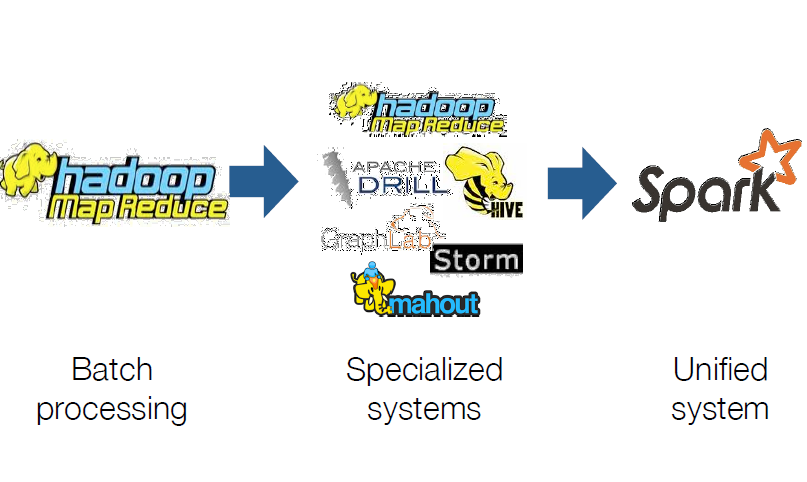 hadoop
Map Reduce
hadoop
Map Reduce
APACHE
DRILL
HIVE
GraphLab
Storm
mahout
Spark
Batch
processing
Specialized
systems
Unified
system